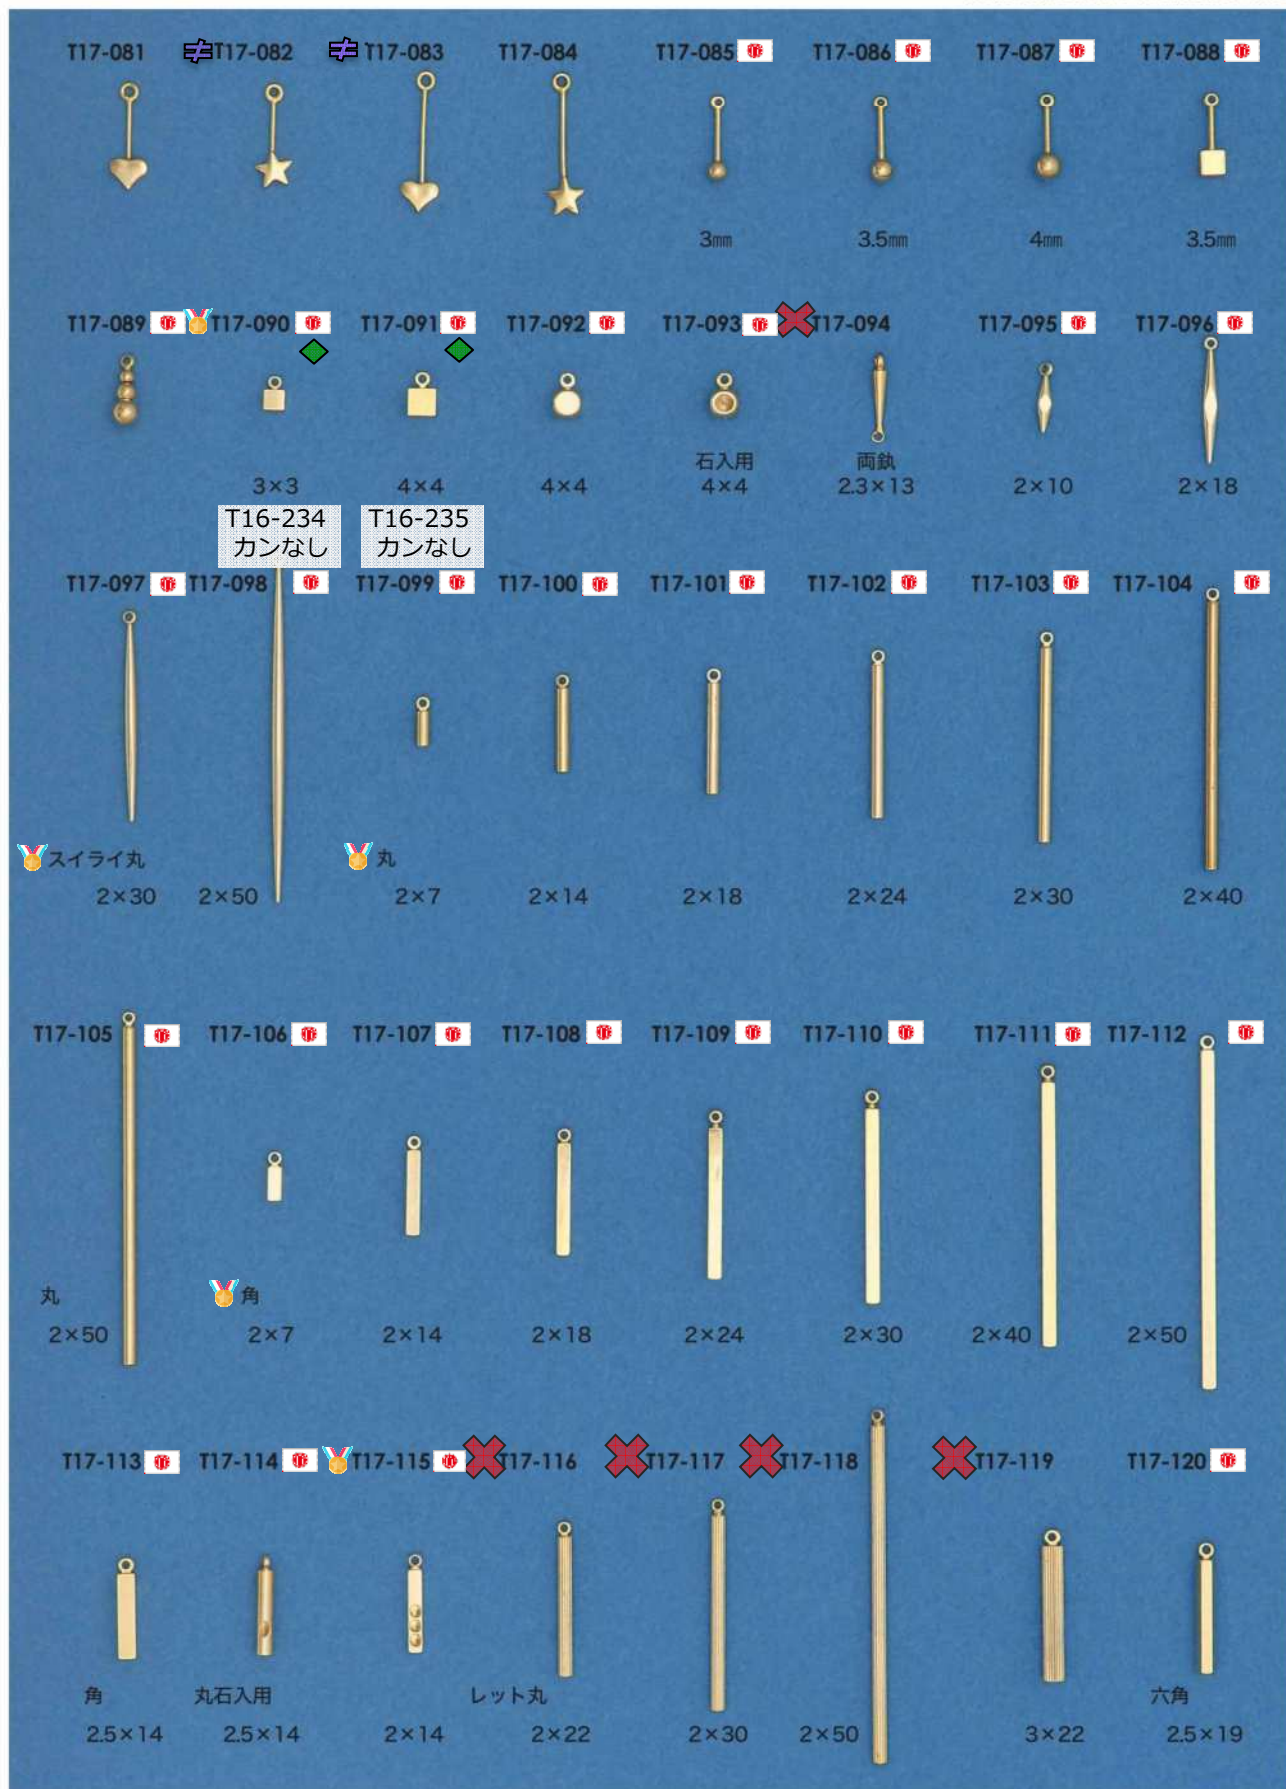 T17-081 T17-082 T17-083 T17-084 T17-085 T17-086 T17-087 T17-088
3mm 3.5mm 4mm 3.5mm
T17-089 T17-090 T17-091 T17-092 T17-093 T17-094 T17-095 T17-096
石入用 両鈨
3×3 4×4 4×4 4×4 2.3×13 2×10 2×18
T16-234 T16-235
カンなし カンなし
T17-097 T17-098 T17-099 T17-100 T17-101 T17-102 T17-103 T17-104
スイライ丸 丸
2×30 2×50 2×7 2×14 2×18 2×24 2×30 2×40
T17-105 T17-106 T17-107 T17-108 T17-109 T17-110 T17-111 T17-112
丸 角
2×50 2×7 2×14 2×18 2×24 2×30 2×40 2×50
T17-113 T17-114 T17-115 T17-116 T17-117 T17-118 T17-119 T17-120
角 丸石入用 レット丸 六角
2.5×14 2.5×14 2×14 2×22 2×30 2×50 3×22 2.5×19